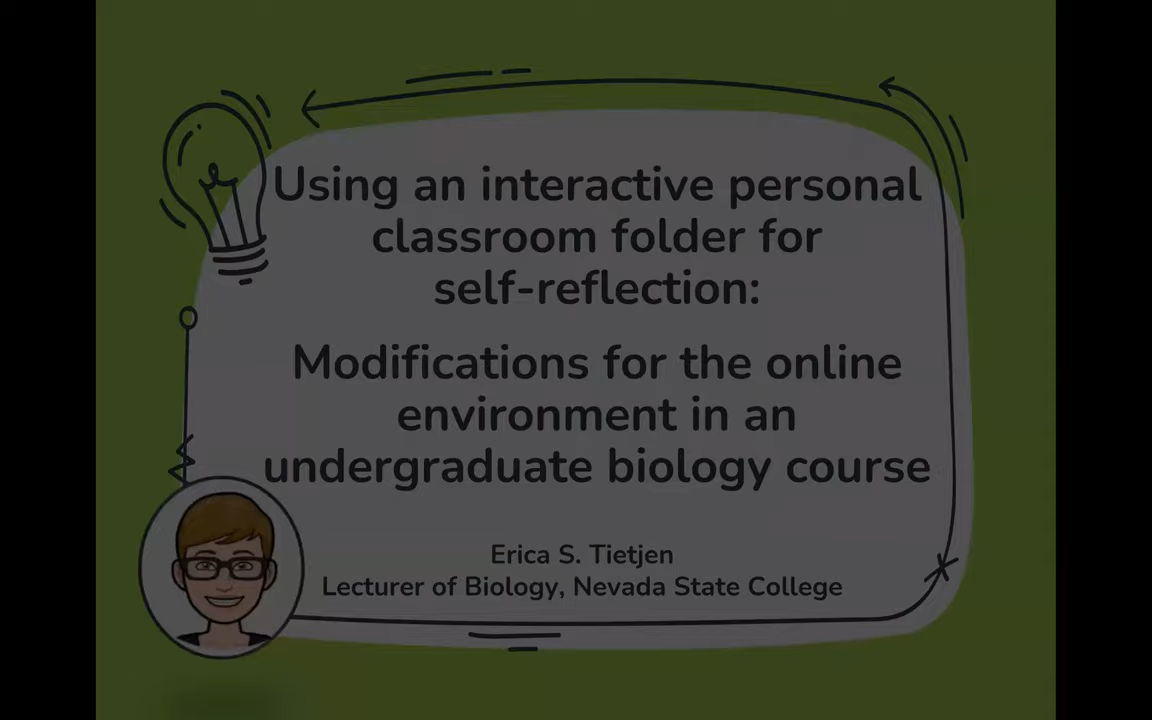 Using an interactive personal
classroom folder for
self-reflection:
Modifications for the online
environment in an
undergraduate biology course
Erica S. Tietjen
Lecturer of Biology, Nevada State College